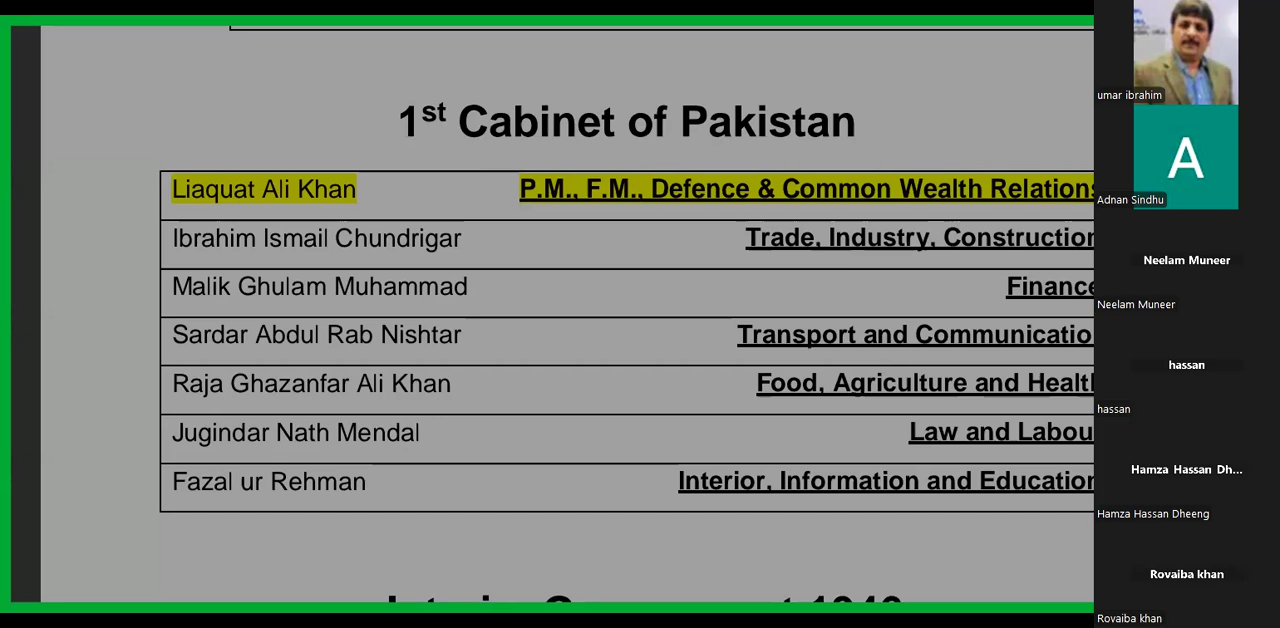 1st Cabinet of Pakistan
Liaquat Ali Khan P.M., F.M., Defence & Common Wealth Relations
Ibrahim Ismail Chundrigar Trade, Industry, Construction
Malik Ghulam Muhammad Finance
Sardar Abdul Rab Nishtar Transport and Communicatio
Raja Ghazanfar Ali Khan Food, Agriculture and Health
Jugindar Nath Mendal Law and Labou
Fazal ur Rehman Interior, Information and Education
umar ibrahim
A
Adnan Sindhu
Neelam Muneer
Neelam Muneer
hassan
hassan
Hamza Hassan Dh...
Hamza Hassan Dheeng
Rovaiba khan
Rovaiba khan